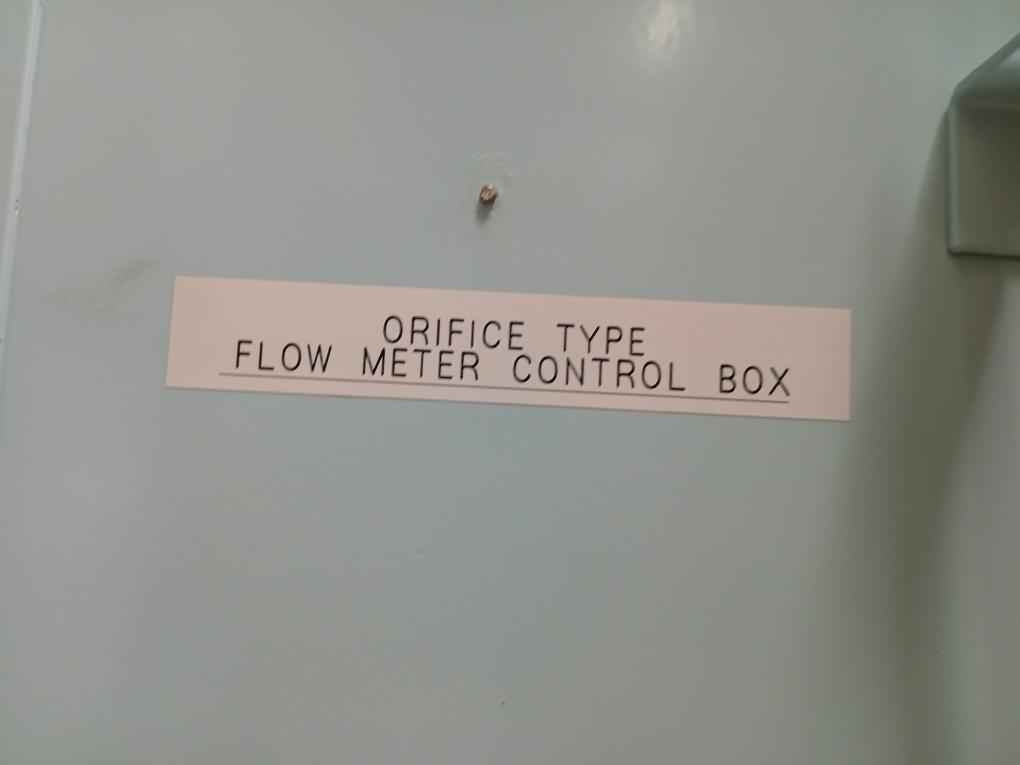 ORIFICE TYPE
FLOW METER CONTROL BOX